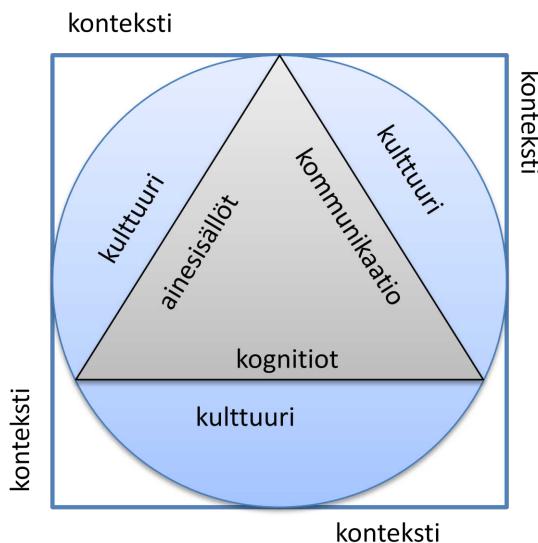 konteksti
konteksti
kulttuuri
kulttuuri
ainesisällöt
kommunikaatio
kognitiot
kulttuuri
konteksti
konteksti